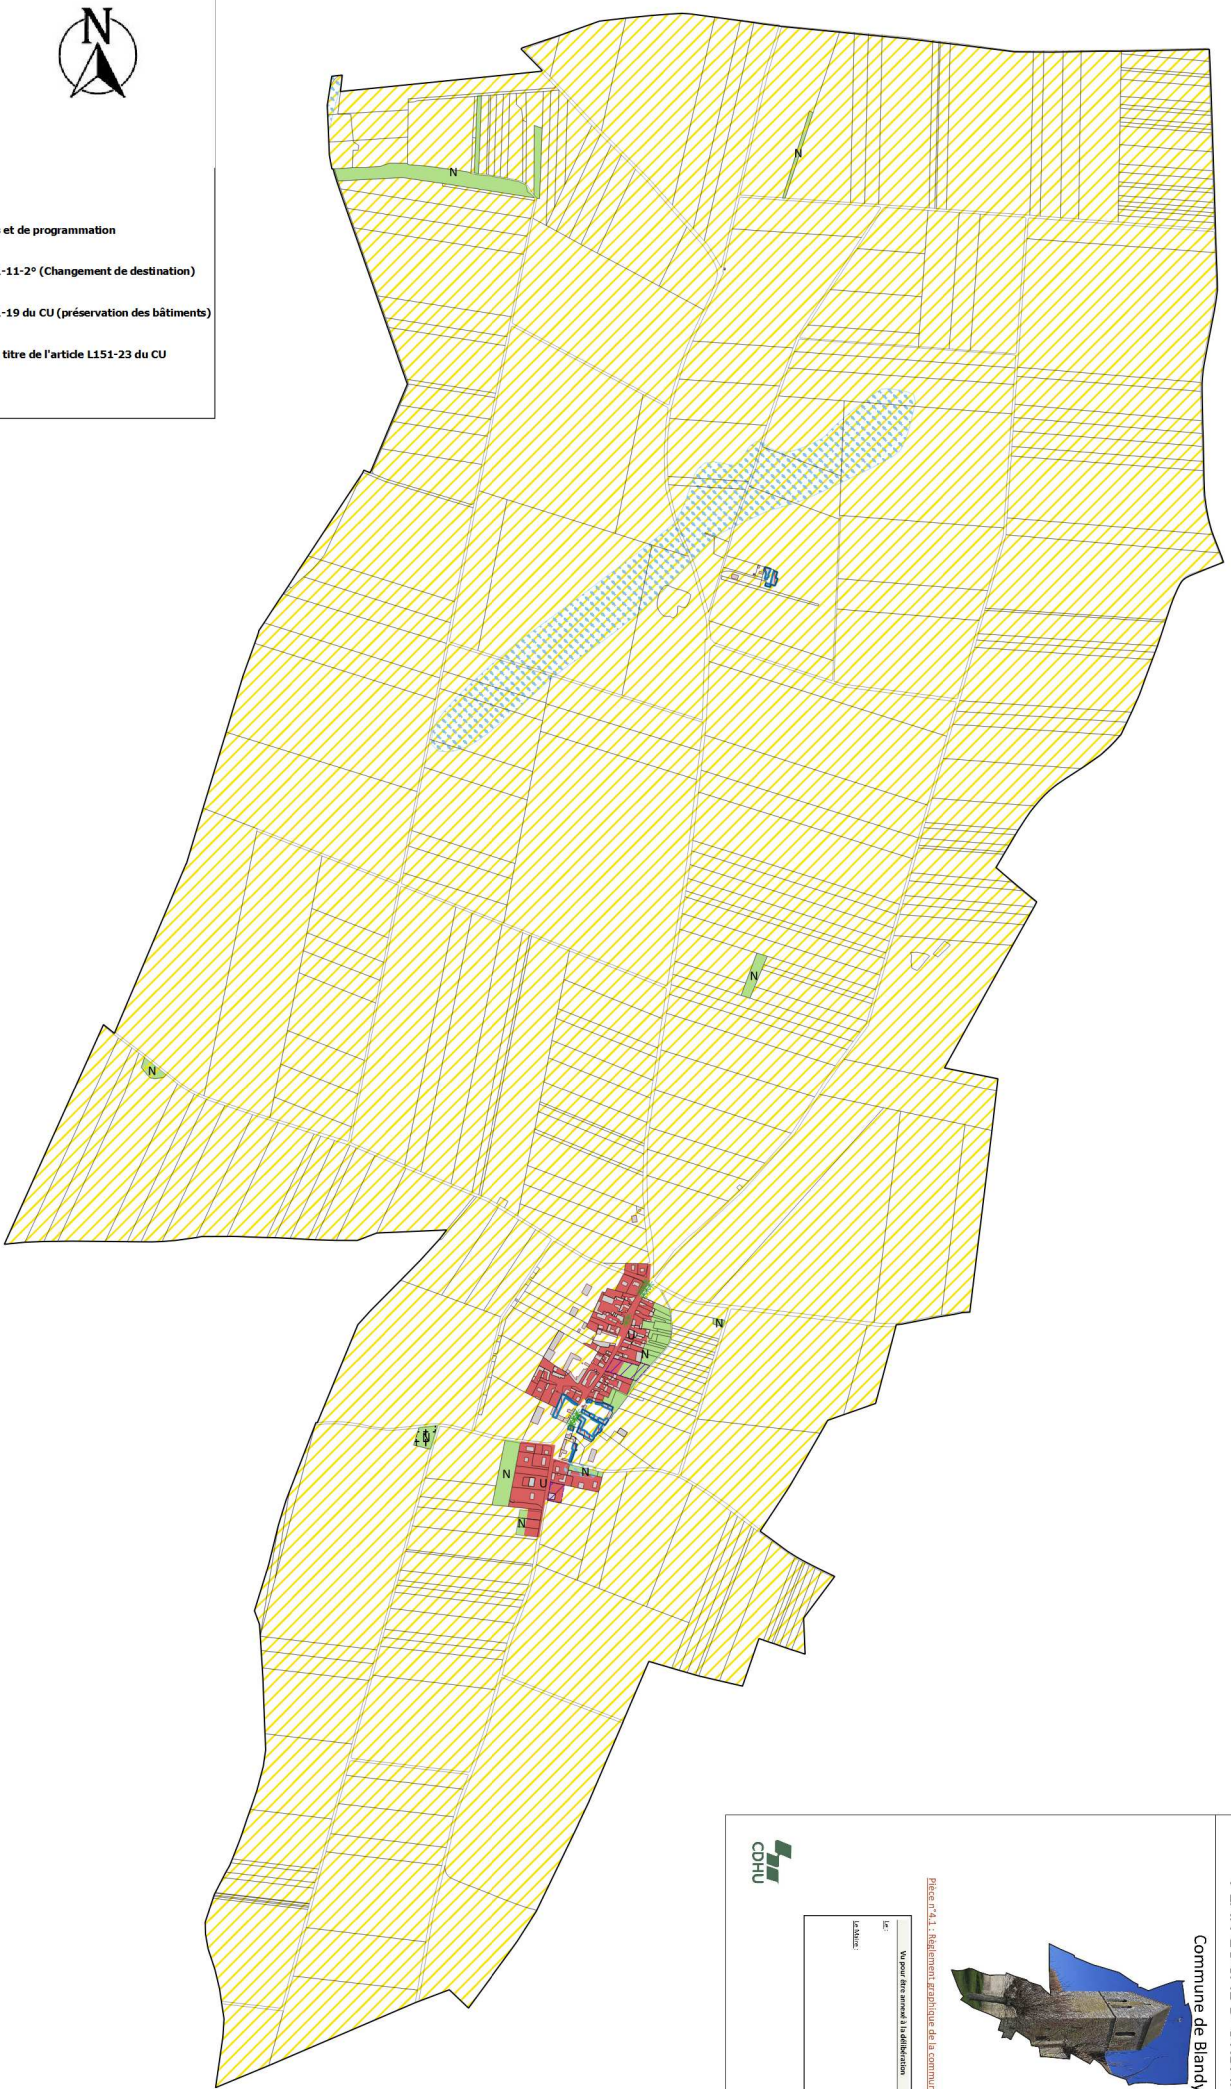 N
et de programmation
-11-2° (Changement de destination)
-19 du CU (préservation des bâtiments)
titre de l'article L151-23 du CU
N
N
N
N
N
U
N
N
U
N
N
Commune de Blandy
Pièce n°4.1 : Règlement graphique de la commun
Vu pour être annexé à la délibération
Le :
Le Maire :
CDHU